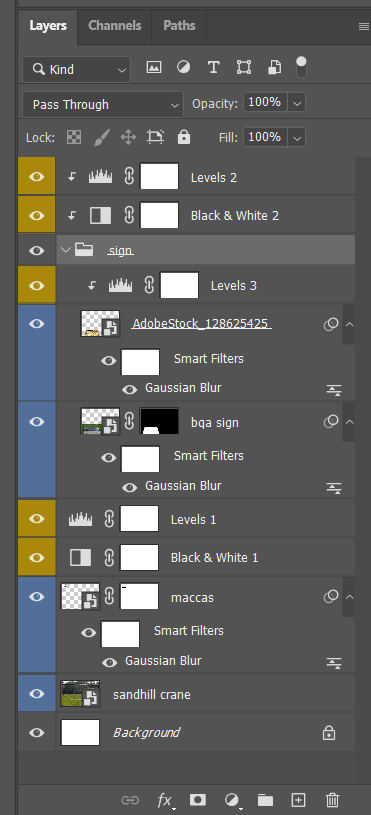 Layers Channels Paths
Kind
Pass Through Opacity: 100%
Lock: Fill: 100%
Levels 2
Black & White 2
sign
Levels 3
AdobeStock_128625425
Smart Filters
Gaussian Blur
bqa sign
Smart Filters
Gaussian Blur
Levels 1
Black & White 1
maccas
Smart Filters
Gaussian Blur
sandhill crane
Background
fx